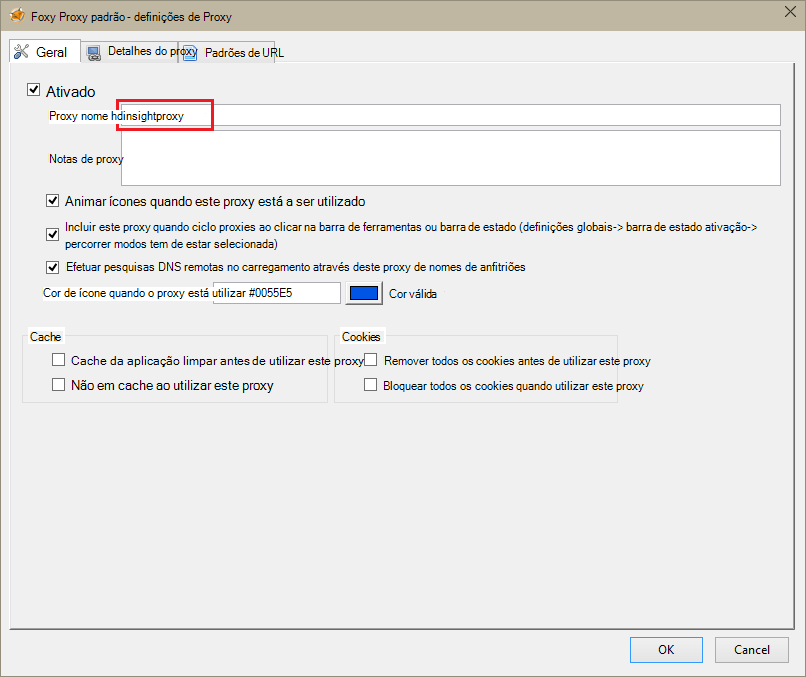 Foxy Proxy padrão - definições de Proxy
Geral
Detalhes do proxy
Padrões de URL
Ativado
Proxy nome hdinsightproxy
Notas de proxy
Animar ícones quando este proxy está a ser utilizado
Incluir este proxy quando ciclo proxies ao clicar na barra de ferramentas ou barra de estado (definições globais-> barra de estado ativação->
percorrer modos tem de estar selecionada)
Efetuar pesquisas DNS remotas no carregamento através deste proxy de nomes de anfitriões
Cor de ícone quando o proxy está utilizar #0055E5
Cor válida
Cache
Cache da aplicação limpar antes de utilizar este proxy
Não em cache ao utilizar este proxy
Cookies
Remover todos os cookies antes de utilizar este proxy
Bloquear todos os cookies quando utilizar este proxy
OK
Cancel